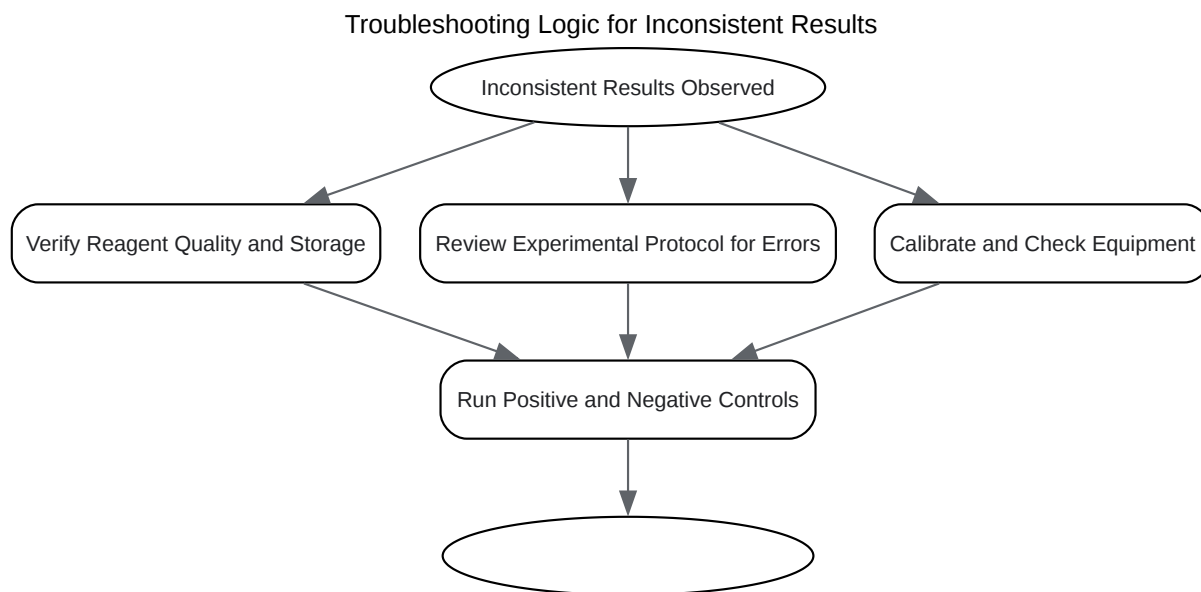 Troubleshooting Logic for Inconsistent Results
Inconsistent Results Observed
Verify Reagent Quality and Storage
Review Experimental Protocol for Errors
Calibrate and Check Equipment
Run Positive and Negative Controls